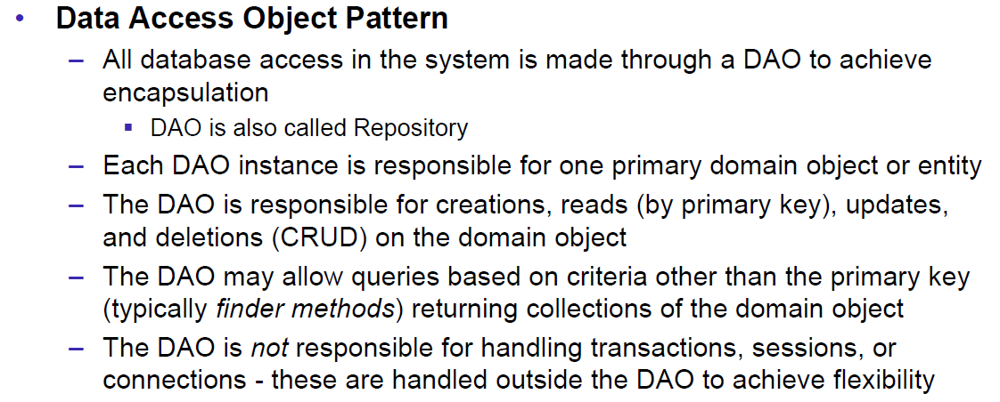 • Data Access Object Pattern
– All database access in the system is made through a DAO to achieve
encapsulation
▪ DAO is also called Repository
– Each DAO instance is responsible for one primary domain object or entity
– The DAO is responsible for creations, reads (by primary key), updates,
and deletions (CRUD) on the domain object
– The DAO may allow queries based on criteria other than the primary key
(typically finder methods) returning collections of the domain object
– The DAO is not responsible for handling transactions, sessions, or
connections - these are handled outside the DAO to achieve flexibility